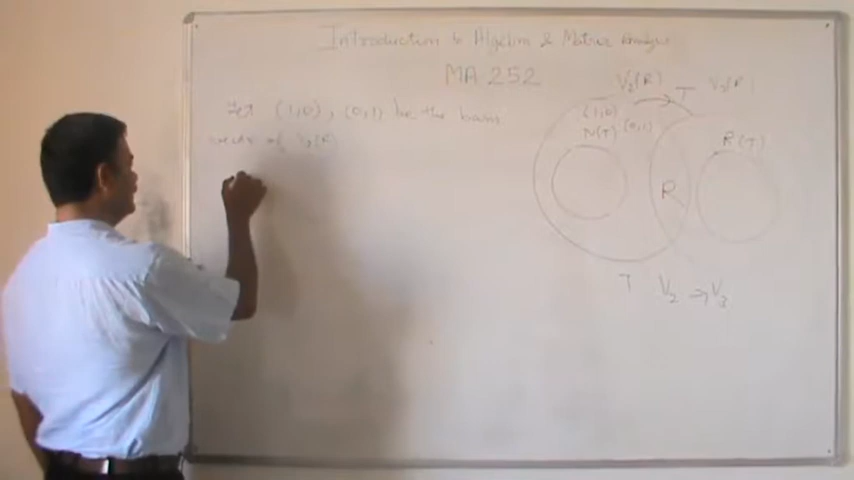 Introduction to Algebra & Matrix Analysis
MA 252
Let (1,0), (0,1) be the basis
vector of V2(R)
V2(R) T V3(R)
(1,0)
N(T) (0,1)
R(T)
R
T V2 → V3